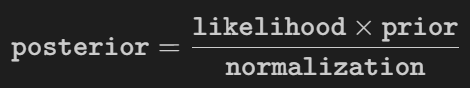 posterior = likelihood × prior
normalization